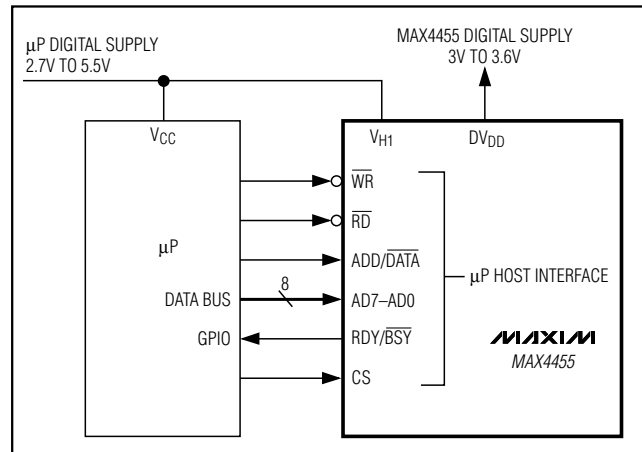 µP DIGITAL SUPPLY
2.7V TO 5.5V
MAX4455 DIGITAL SUPPLY
3V TO 3.6V
VCC
VH1
DVDD
WR
RD
µP
ADD/DATA
µP HOST INTERFACE
DATA BUS
8
AD7–AD0
GPIO
RDY/BSY
CS
MAXIM
MAX4455